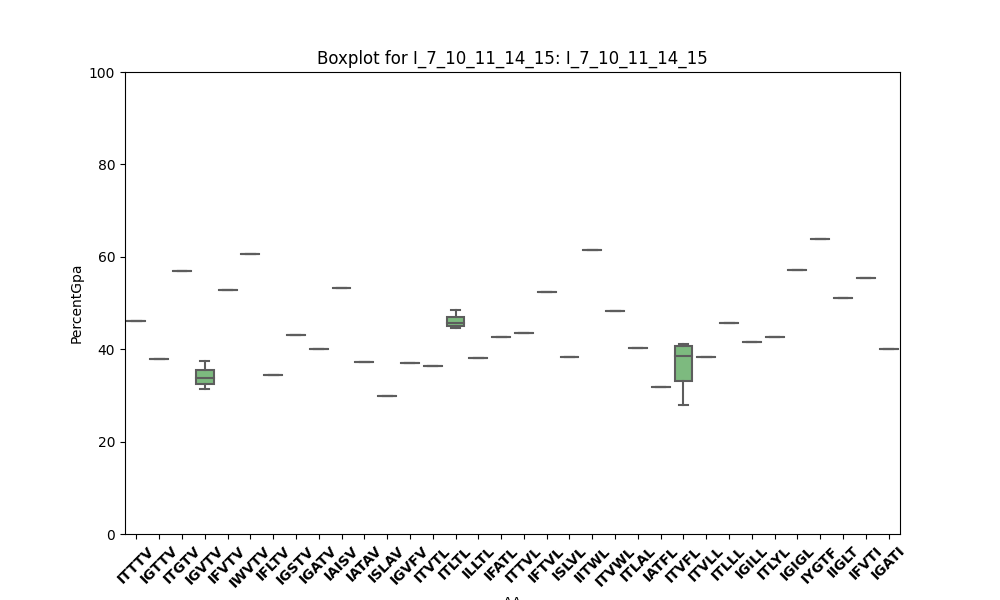 Boxplot for I_7_10_11_14_15: I_7_10_11_14_15
100
80
60
40
20
0
PercentGpa
ITTTV
IGTTV
ITGTV
IGVTV
IFVTV
IWVTV
IFLTV
IGSTV
IGATV
IAISV
IATAV
ISLAV
IGVFV
ITVTL
ITLTL
ILLTL
IFATL
ITTVL
IFTVL
ISLVL
IITWL
ITVWL
ITLAL
IATFL
ITVFL
ITVLL
ITLLL
IGILL
ITLYL
IGIGL
IYGTF
IIGLT
IFVTI
IGATI